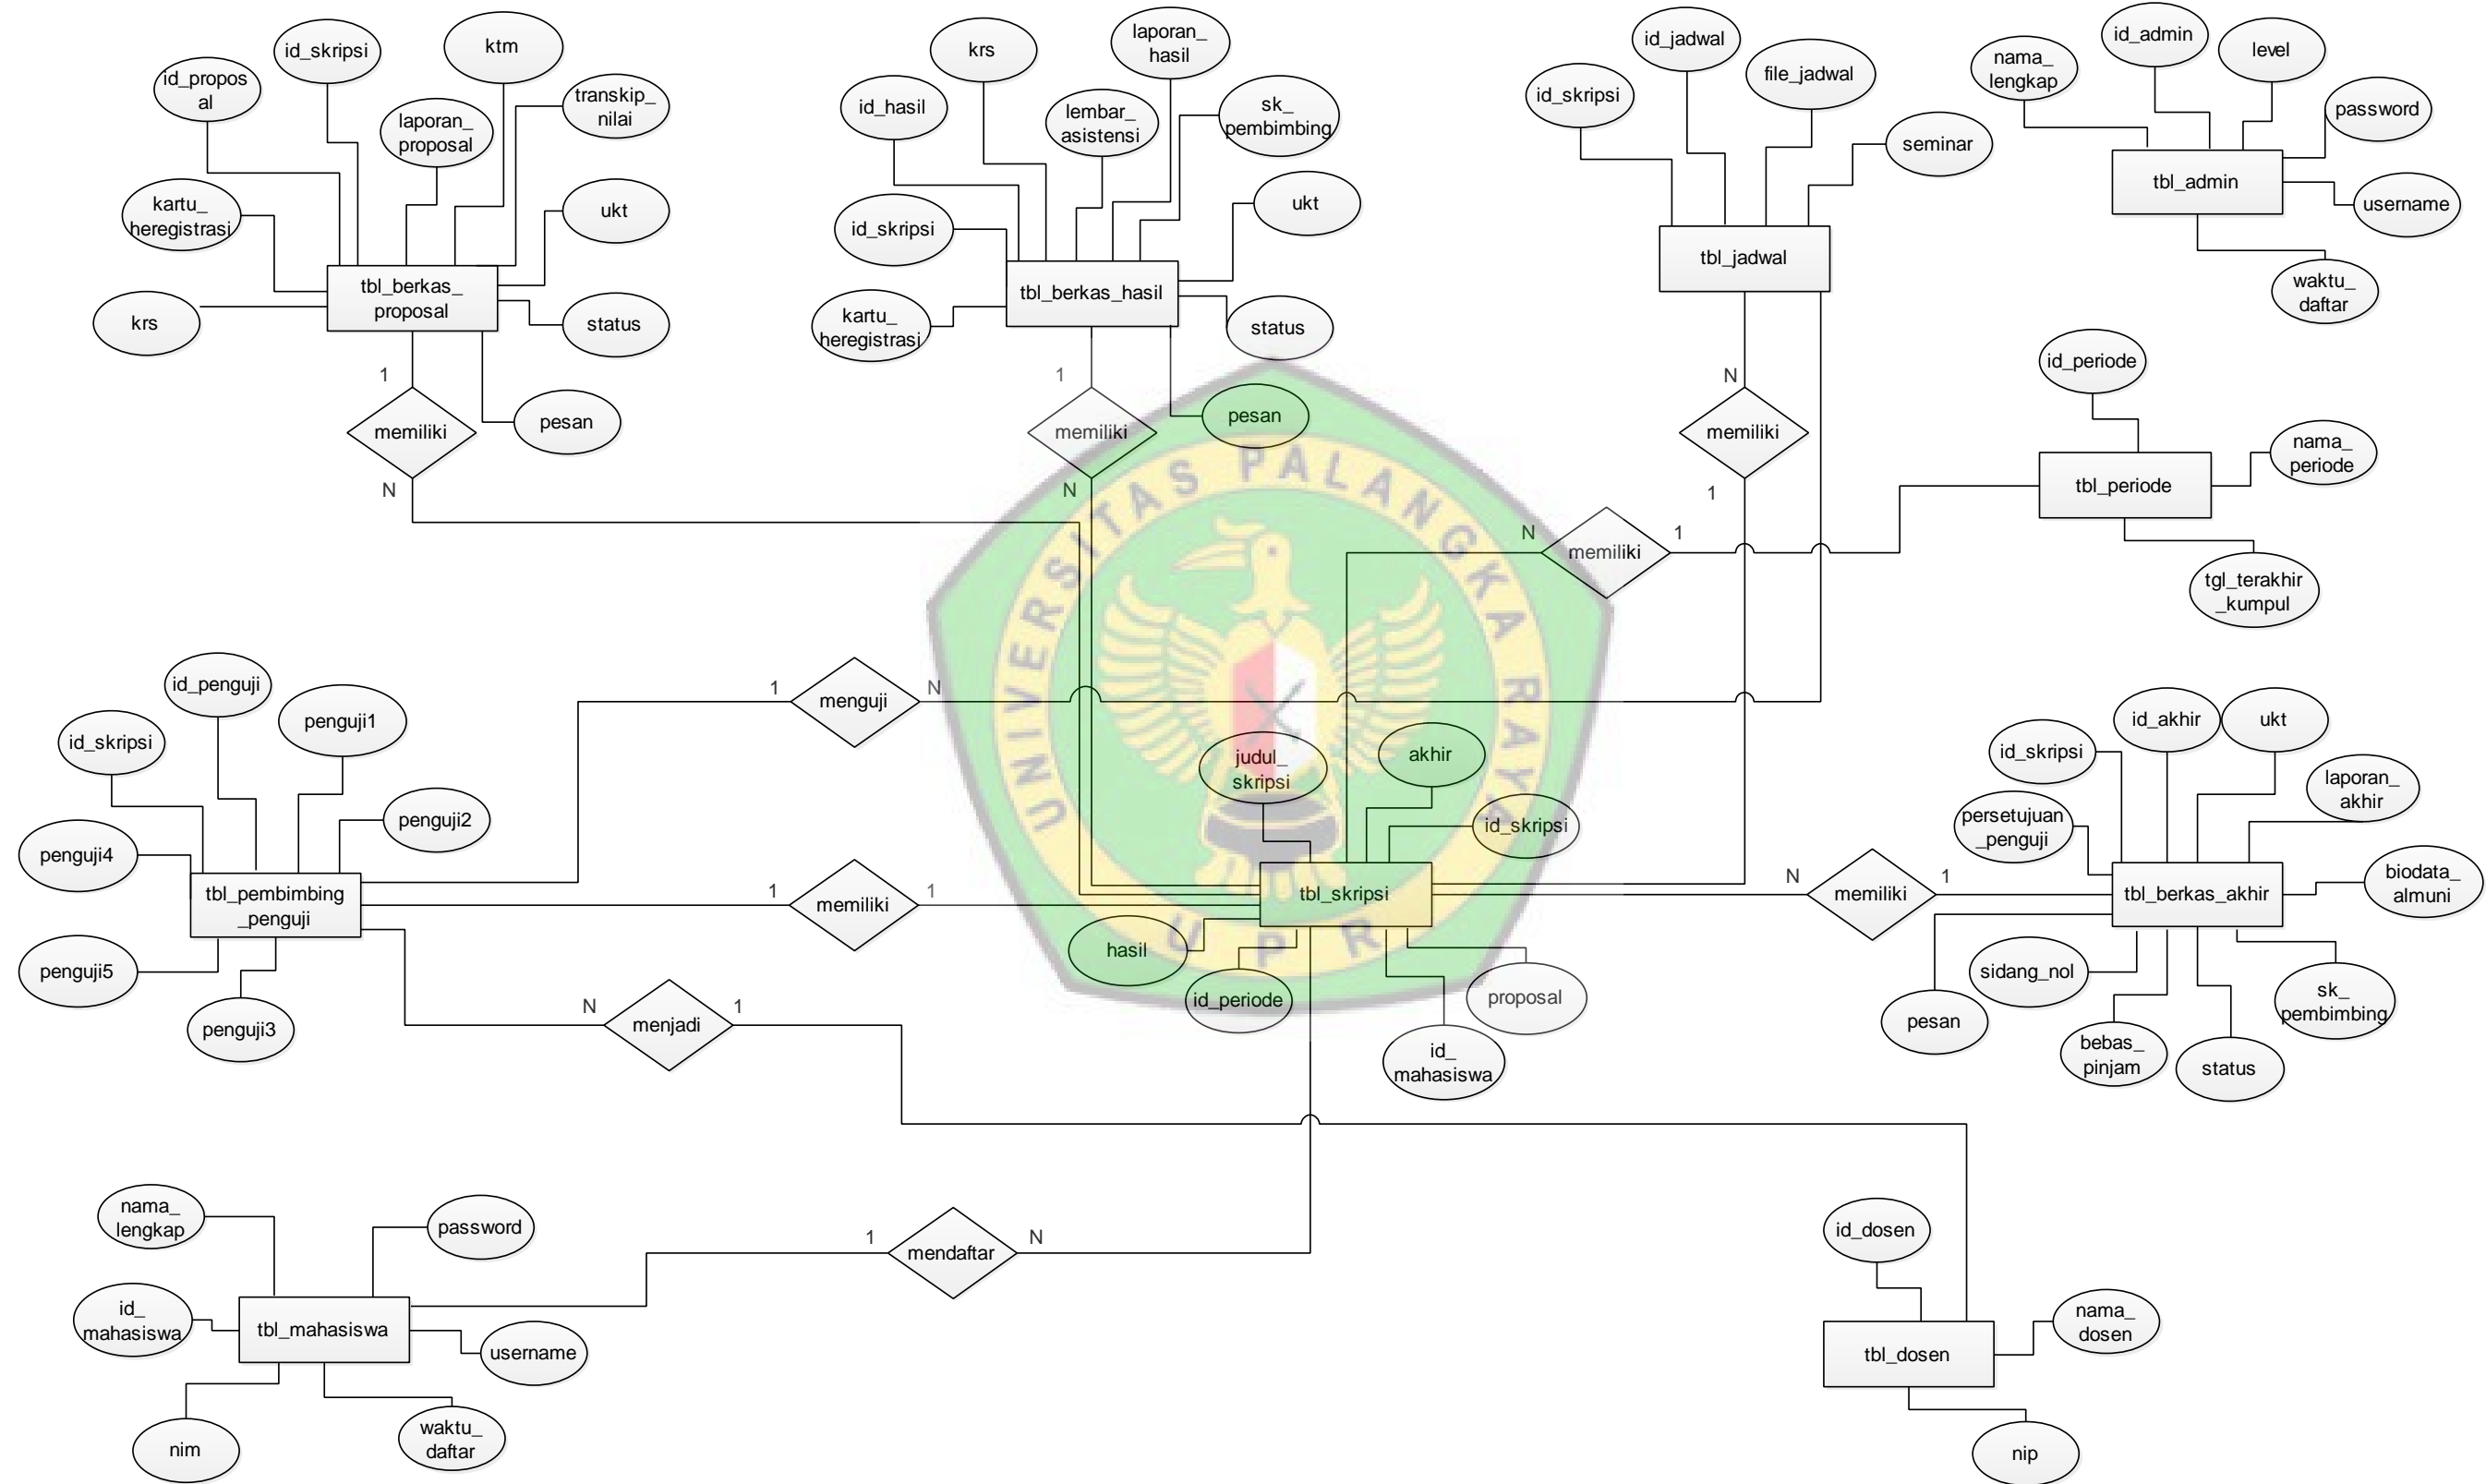 id_skripsi
ktm
id_propos
al
transkip_
nilai
laporan_
proposal
kartu_
heregistrasi
ukt
krs
tbl_berkas_
proposal
status
1
memiliki
pesan
N
krs
laporan_
hasil
id_hasil
lembar_
asistensi
sk_
pembimbing
id_skripsi
ukt
tbl_berkas_hasil
kartu_
heregistrasi
status
1
memiliki
pesan
N
id_jadwal
file_jadwal
id_skripsi
seminar
tbl_jadwal
N
memiliki
1
id_admin
level
nama_
lengkap
password
tbl_admin
username
waktu_
daftar
id_periode
nama_
periode
tbl_periode
tgl_terakhir
_kumpul
N
memiliki
1
UNIVERSITAS PALANGKA RAYA
U P R
id_penguji
penguji1
id_skripsi
penguji2
penguji4
tbl_pembimbing
_penguji
penguji5
penguji3
1
menguji
N
1
memiliki
1
N
menjadi
1
judul_
skripsi
akhir
id_skripsi
tbl_skripsi
hasil
id_periode
proposal
id_
mahasiswa
N
memiliki
1
id_akhir
ukt
id_skripsi
laporan_
akhir
persetujuan
_penguji
tbl_berkas_akhir
biodata_
almuni
sidang_nol
pesan
sk_
pembimbing
bebas_
pinjam
status
nama_
lengkap
password
id_
mahasiswa
tbl_mahasiswa
username
nim
waktu_
daftar
1
mendaftar
N
id_dosen
nama_
dosen
tbl_dosen
nip